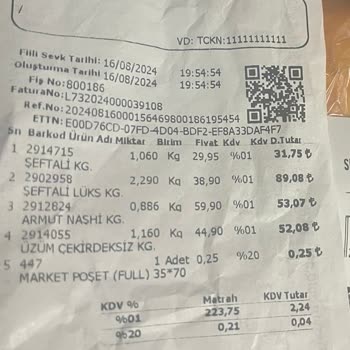 /
VD: TCKN:11111111111
Fiili Sevk Tarihi: 16/08/2024 19:54:54
Oluşturma Tarihi 16/08/2024 19:54:54
Fiş No:800186
FaturaNo:L732024000039108
Ref.No:20240816000156469800186195454
ETTN: E00D76CD-07FD-4D04-BDF2-EF8A33DAF4F7
Sn Barkod Ürün Adı Miktar Birim Fiyat Kdv Kdv D.Tutar
1 2914715 1,060 Kg 29,95 %01 31,75 ₺
ŞEFTALİ KG.
2 2902958 2,290 Kg 38,90 %01 89,08 ₺
ŞEFTALİ LÜKS KG.
3 2912824 0,886 Kg 59,90 %01 53,07 ₺
ARMUT NASHİ KG.
4 2914055 1,160 Kg 44,90 %01 52,08 ₺
ÜZÜM ÇEKİRDEKSİZ KG.
5 447 1 Adet 0,25 %20 0,25 ₺
MARKET POŞET (FULL) 35*70
KDV % Matrah KDV Tutar
%01 223,75 2,24
%20 0,21 0,04